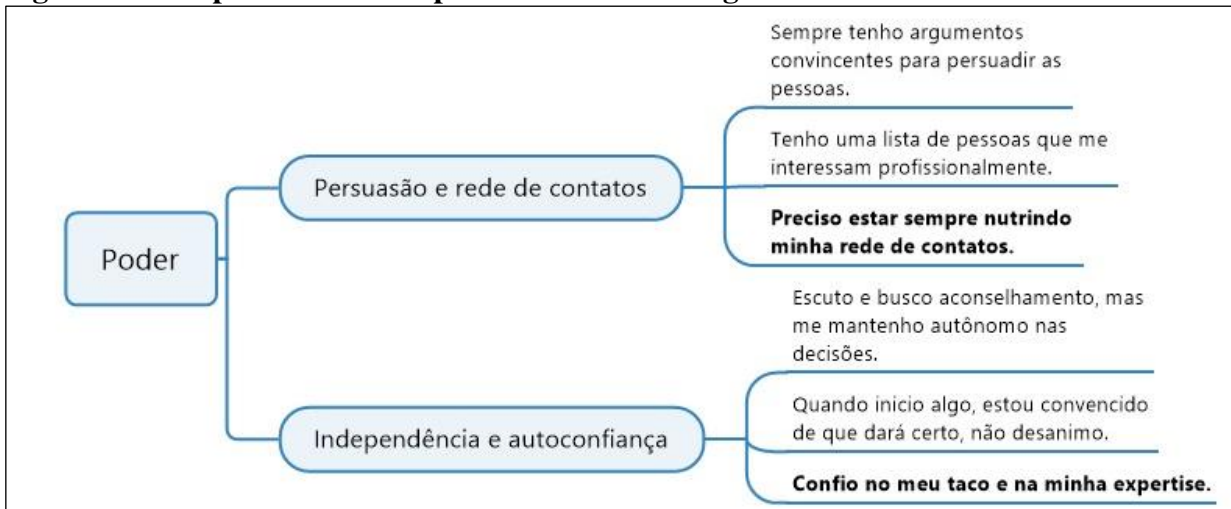 Poder
Persuasão e rede de contatos
Sempre tenho argumentos
convincentes para persuadir as
pessoas.
Tenho uma lista de pessoas que me
interessam profissionalmente.
Preciso estar sempre nutrindo
minha rede de contatos.
Independência e autoconfiança
Escuto e busco aconselhamento, mas
me mantenho autônomo nas
decisões.
Quando inicio algo, estou convencido
de que dará certo, não desanimo.
Confio no meu taco e na minha expertise.